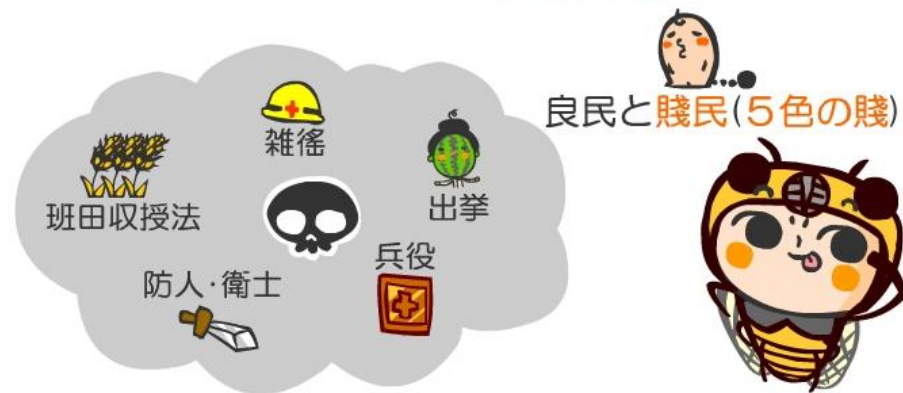 良民と賤民(5色の賤)
雑徭
出挙
班田収授法
兵役
防人・衛士